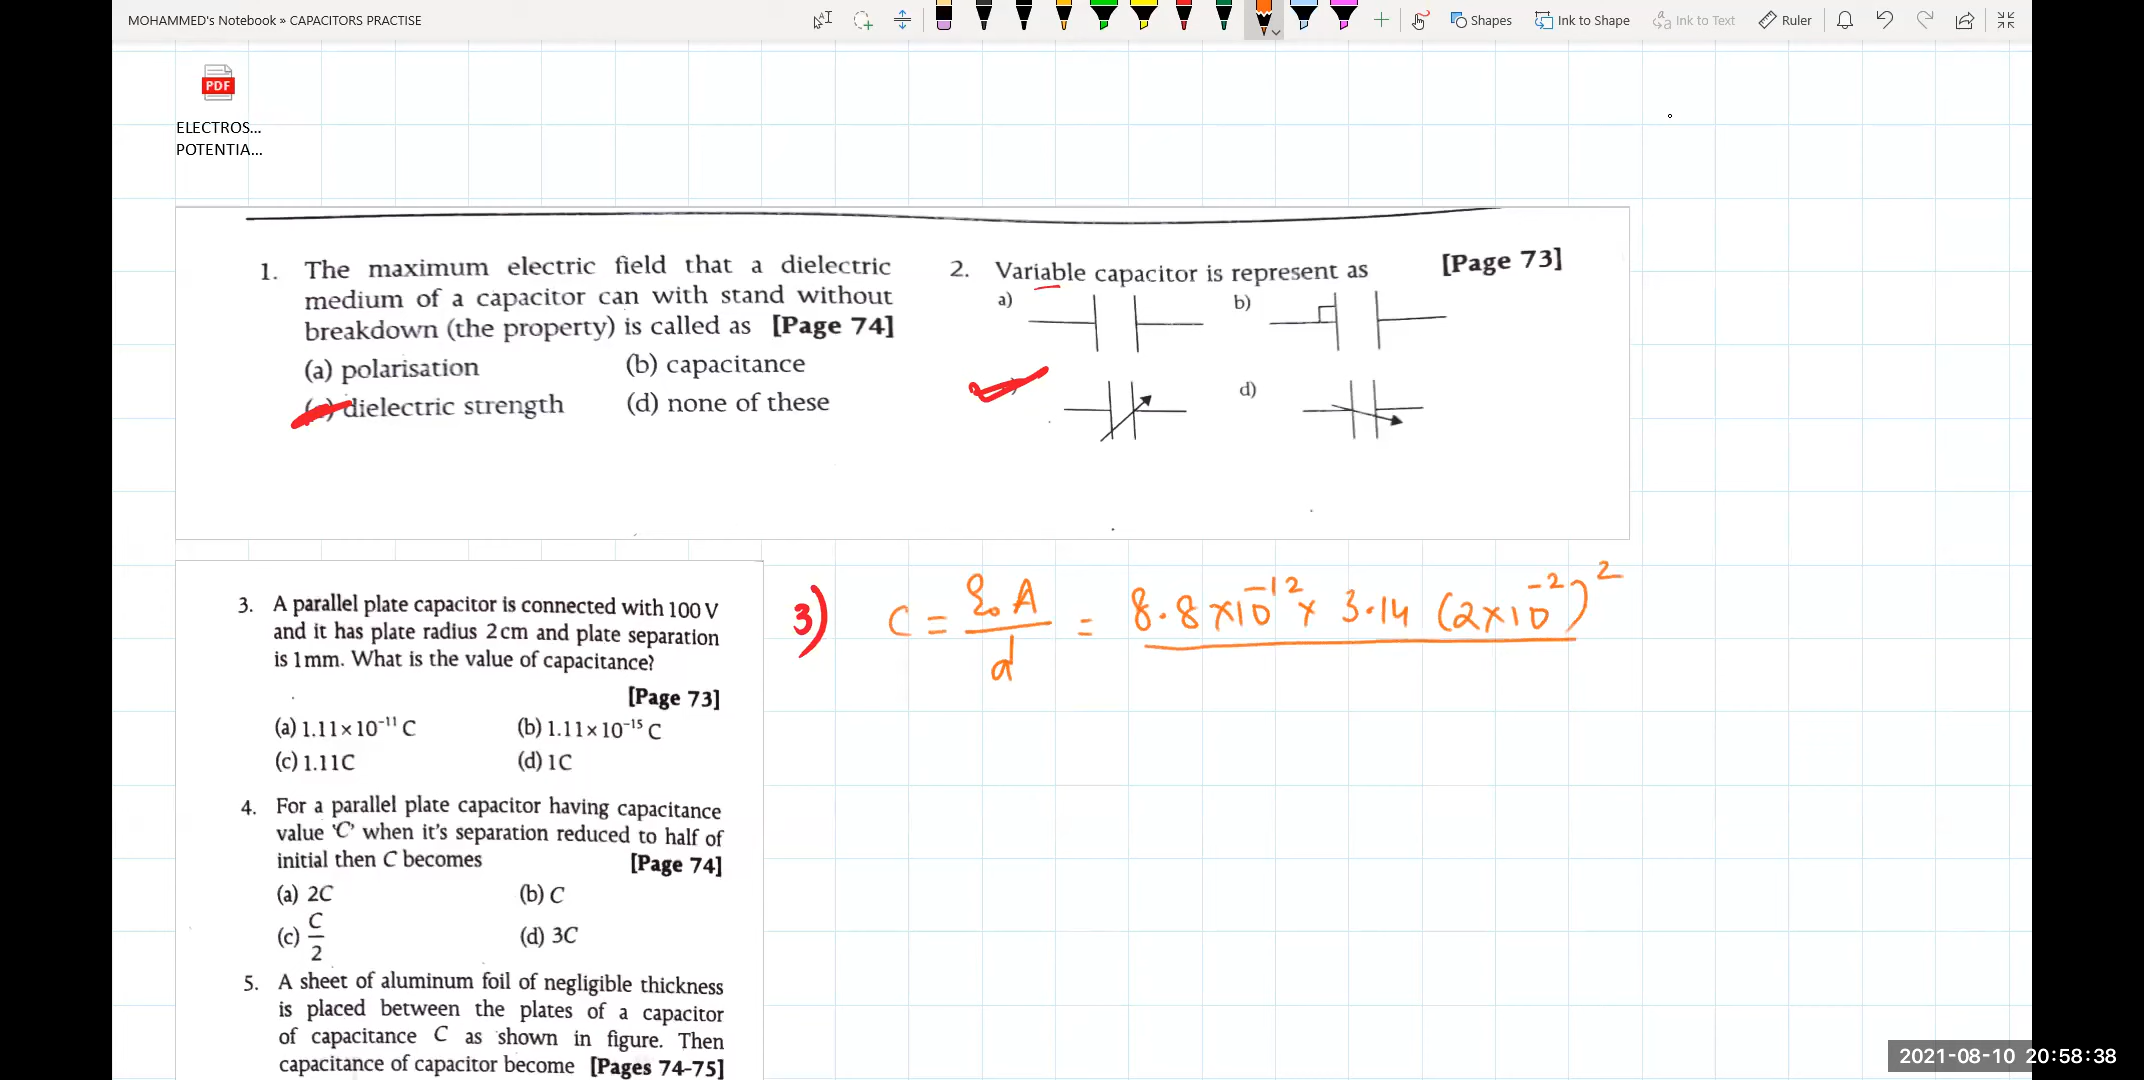 MOHAMMED's Notebook » CAPACITORS PRACTISE
Shapes
Ink to Shape
Ink to Text
Ruler
PDF
ELECTROS...
POTENTIA...
1. The maximum electric field that a dielectric
medium of a capacitor can with stand without
breakdown (the property) is called as [Page 74]
(a) polarisation (b) capacitance
dielectric strength (d) none of these
2. Variable capacitor is represent as [Page 73]
a) b)
d)
3. A parallel plate capacitor is connected with 100 V
and it has plate radius 2 cm and plate separation
is 1 mm. What is the value of capacitance?
[Page 73]
(a) 1.11×10⁻¹¹ C (b) 1.11×10⁻¹⁵ C
(c) 1.11C (d) 1C
4. For a parallel plate capacitor having capacitance
value 'C' when it's separation reduced to half of
initial then C becomes [Page 74]
(a) 2C (b) C
(c) C/2 (d) 3C
5. A sheet of aluminum foil of negligible thickness
is placed between the plates of a capacitor
of capacitance C as shown in figure. Then
capacitance of capacitor become [Pages 74-75]
3) C = ε₀A/d = 8.8×10⁻¹² × 3.14 (2×10⁻²)²
2021-08-10 20:58:38